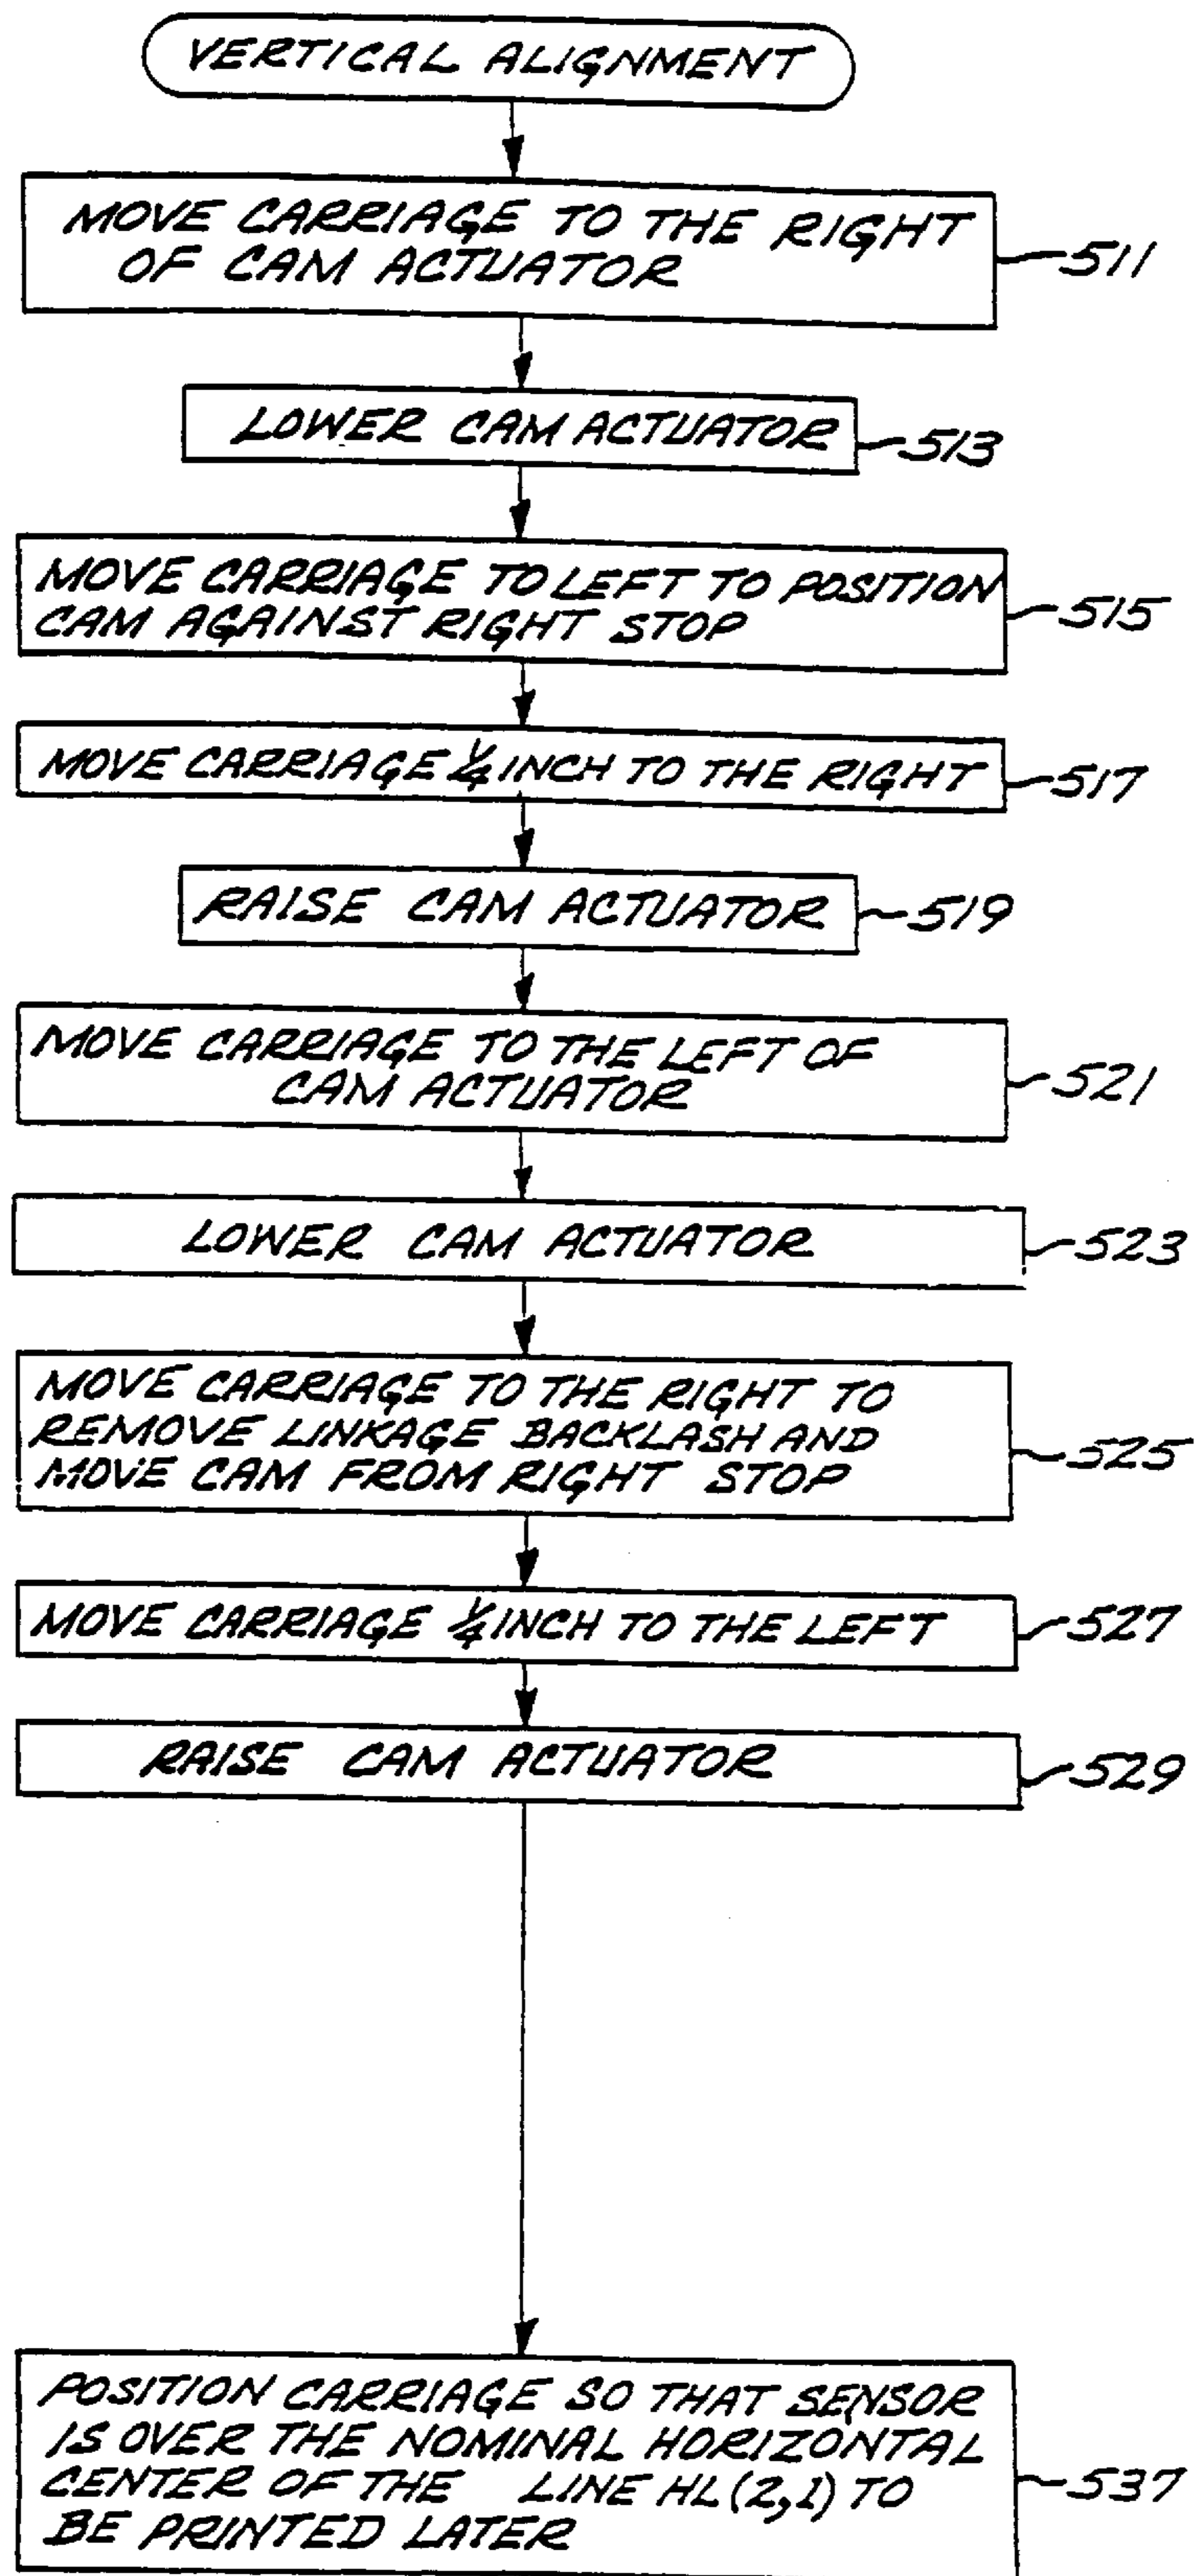 VERTICAL ALIGNMENT
MOVE CARRIAGE TO THE RIGHT
OF CAM ACTUATOR
511
LOWER CAM ACTUATOR
513
MOVE CARRIAGE TO LEFT TO POSITION
CAM AGAINST RIGHT STOP
515
MOVE CARRIAGE 1/4 INCH TO THE RIGHT
517
RAISE CAM ACTUATOR
519
MOVE CARRIAGE TO THE LEFT OF
CAM ACTUATOR
521
LOWER CAM ACTUATOR
523
MOVE CARRIAGE TO THE RIGHT TO
REMOVE LINKAGE BACKLASH AND
MOVE CAM FROM RIGHT STOP
525
MOVE CARRIAGE 1/4 INCH TO THE LEFT
527
RAISE CAM ACTUATOR
529
POSITION CARRIAGE SO THAT SENSOR
IS OVER THE NOMINAL HORIZONTAL
CENTER OF THE LINE HL(2,1) TO
BE PRINTED LATER
537